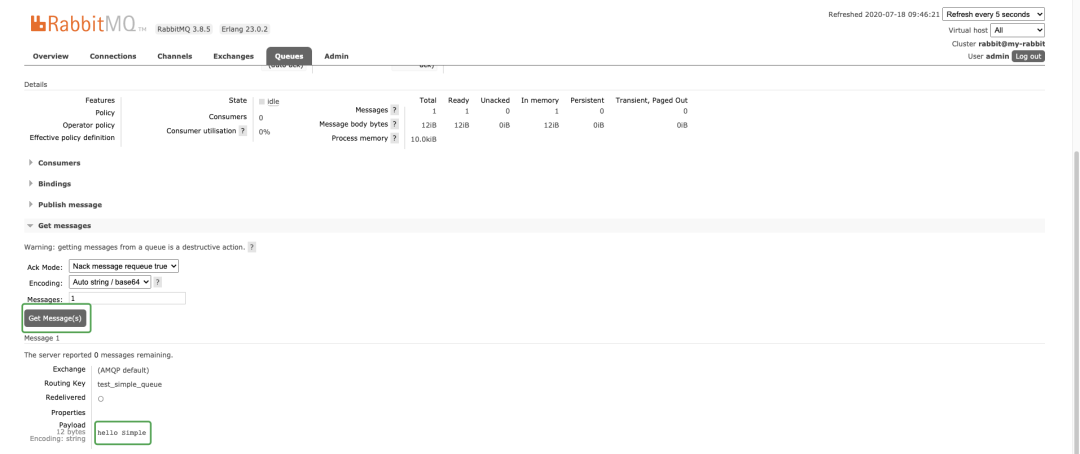 RabbitMQ TM RabbitMQ 3.8.5 Erlang 23.0.2
Refreshed 2020-07-18 09:46:21 Refresh every 5 seconds
Virtual host All
Cluster rabbit@my-rabbit
User admin Log out
Overview Connections Channels Exchanges Queues Admin
(auto ack) ack)
Details
Features
Policy
Operator policy
Effective policy definition
State idle
Consumers 0
Consumer utilisation ? 0%
Total Ready Unacked In memory Persistent Transient, Paged Out
Messages ? 1 1 0 1 0 0
Message body bytes ? 12iB 12iB 0iB 12iB 0iB 0iB
Process memory ? 10.0kiB
Consumers
Bindings
Publish message
Get messages
Warning: getting messages from a queue is a destructive action. ?
Ack Mode: Nack message requeue true
Encoding: Auto string / base64 ?
Messages: 1
Get Message(s)
Message 1
The server reported 0 messages remaining.
Exchange (AMQP default)
Routing Key test_simple_queue
Redelivered ○
Properties
Payload
12 bytes
Encoding: string
hello Simple